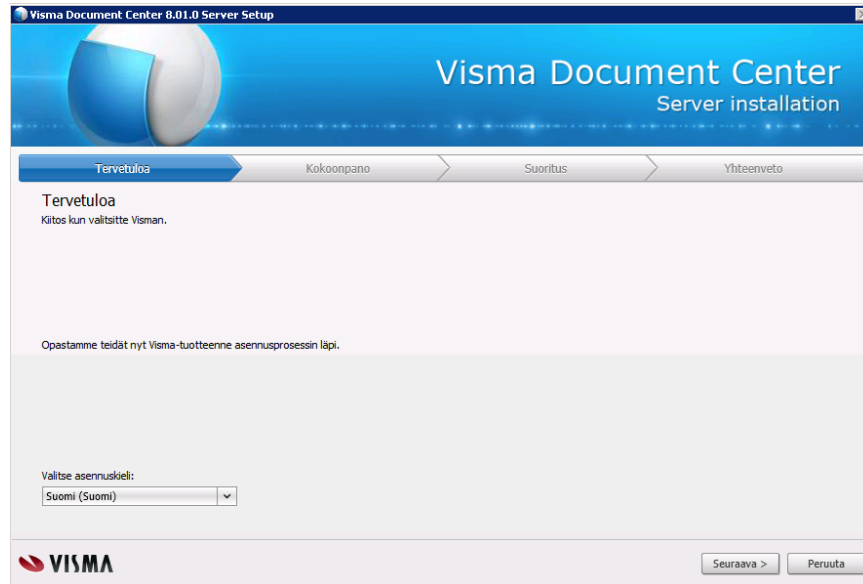 Visma Document Center 8.01.0 Server Setup
Visma Document Center
Server installation
Tervetuloa
Kokoonpano
Suoritus
Yhteenveto
Tervetuloa
Kiitos kun valitsitte Visman.
Opastamme teidät nyt Visma-tuotteenne asennusprosessin läpi.
Valitse asennuskieli:
Suomi (Suomi)
VISMA
Seuraava >
Peruuta